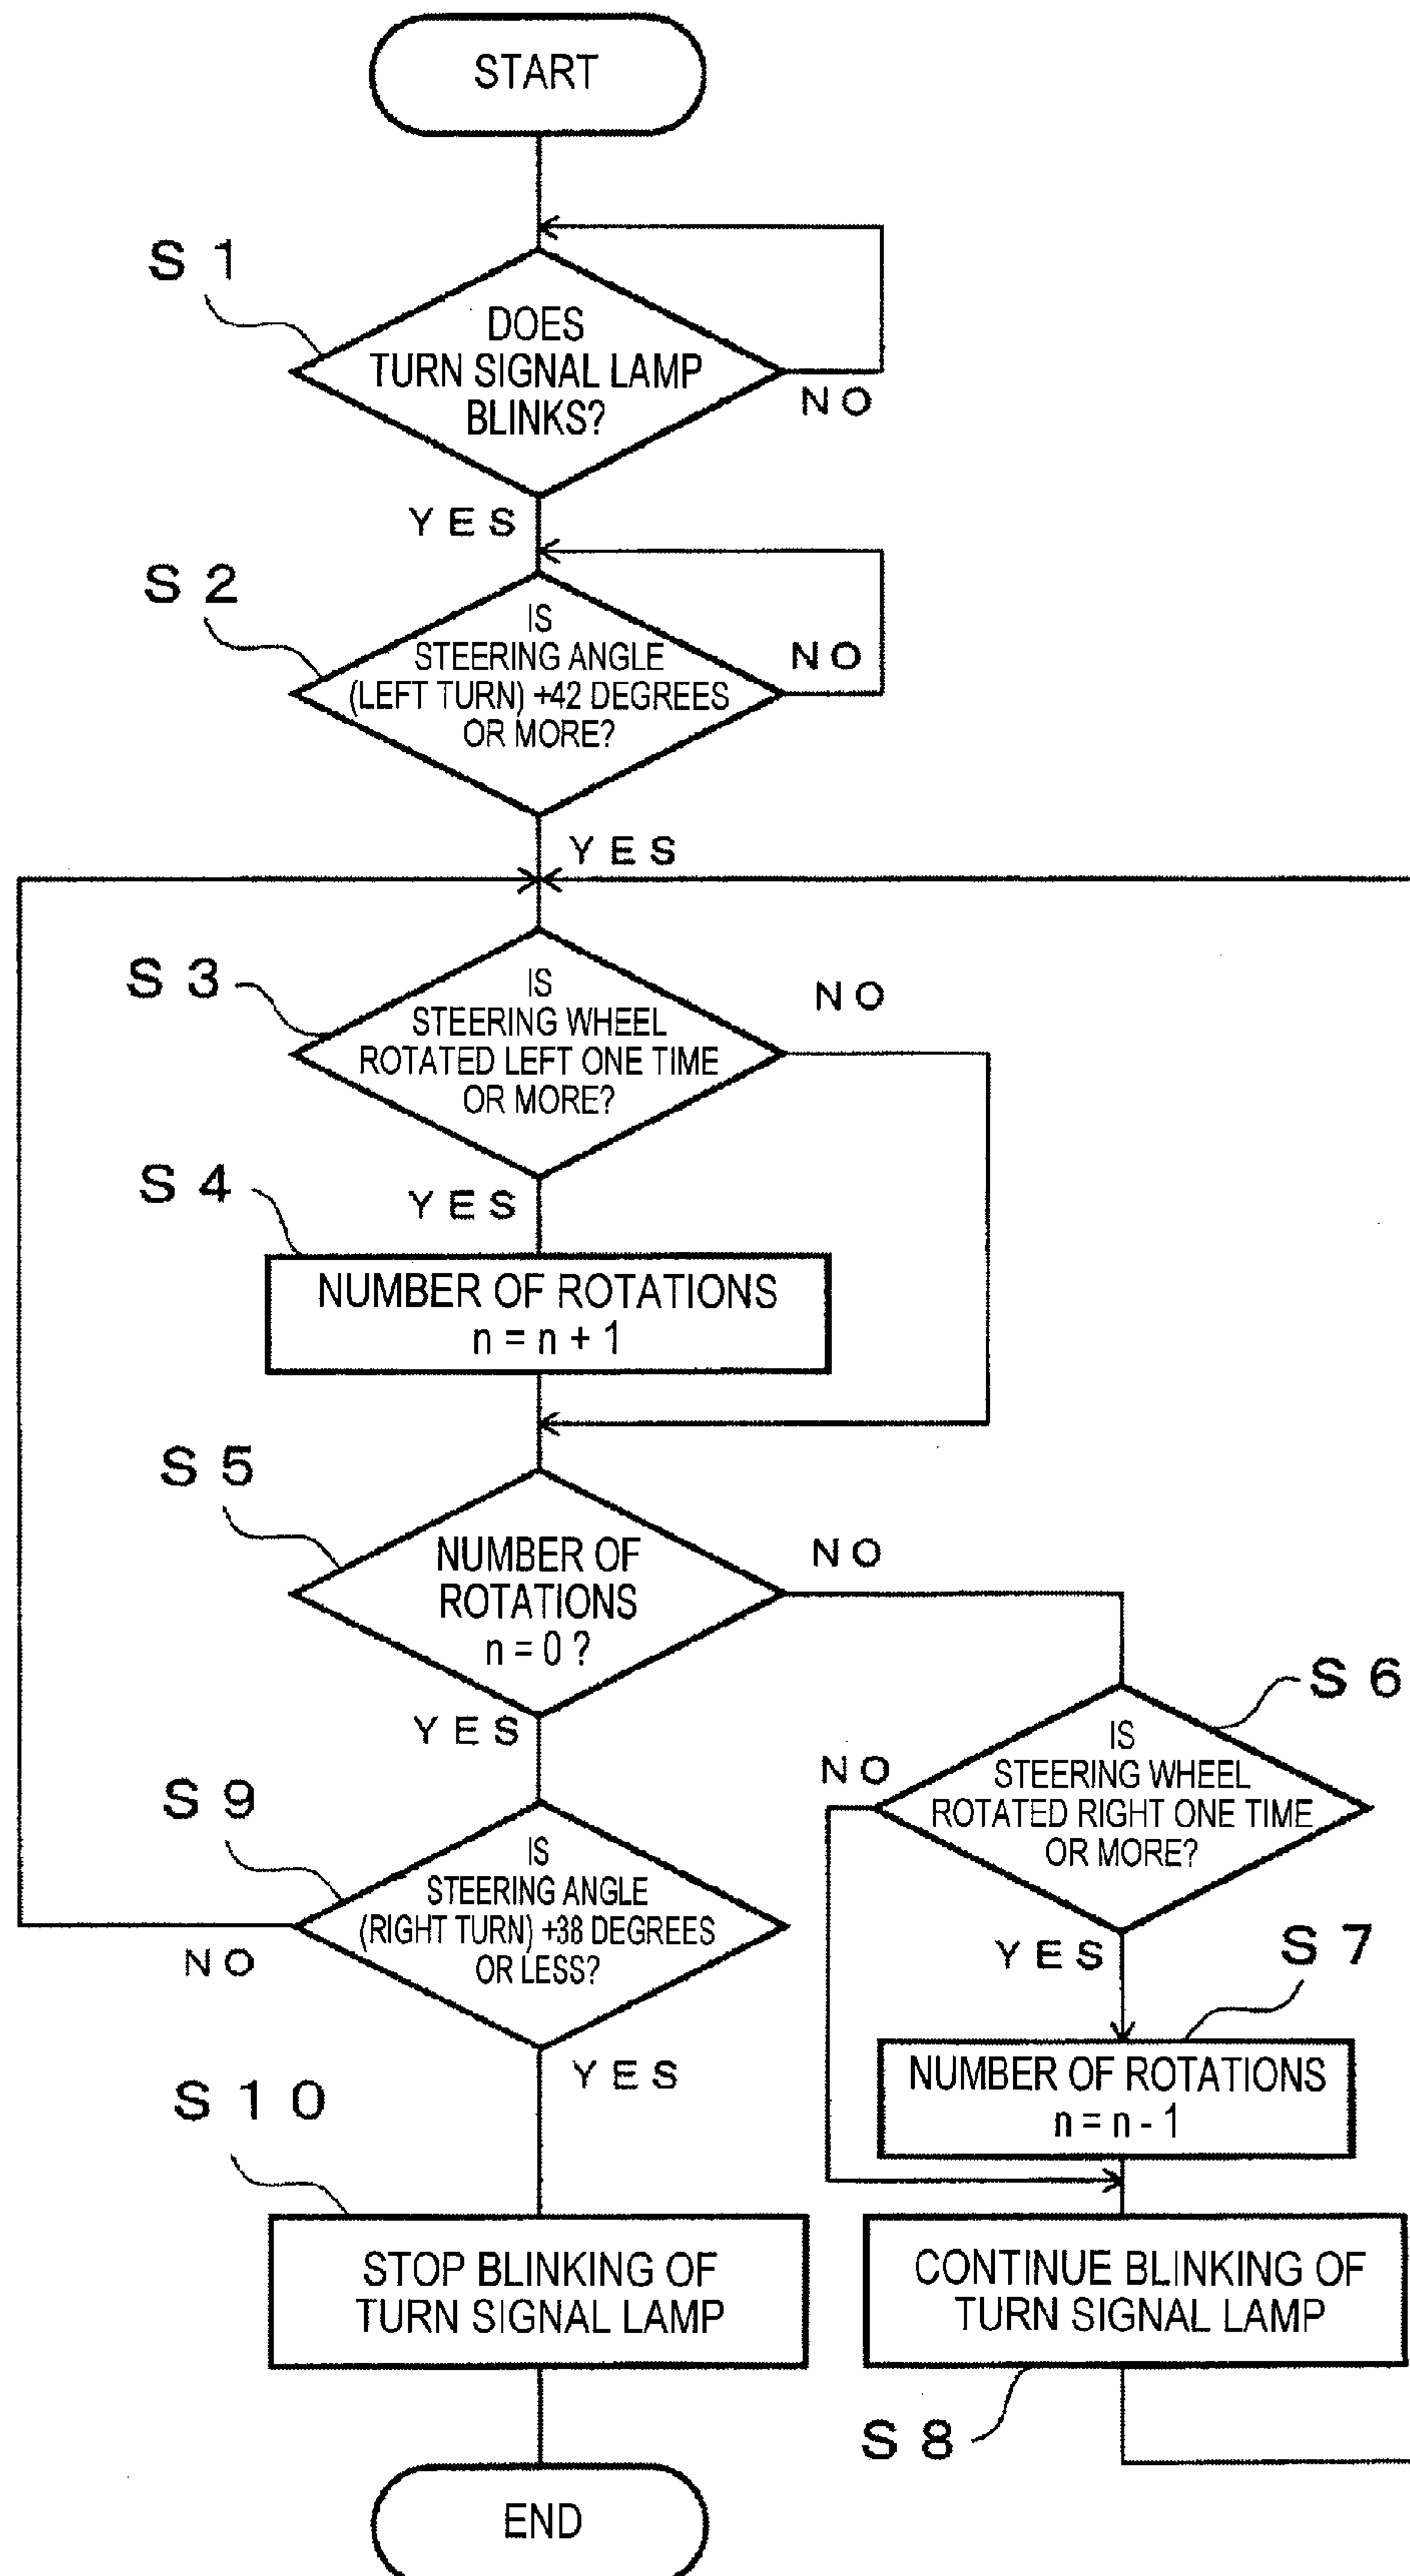 START
S 1
DOES
TURN SIGNAL LAMP
BLINKS?
NO
YES
S 2
IS
STEERING ANGLE
(LEFT TURN) +42 DEGREES
OR MORE?
NO
YES
S 3
IS
STEERING WHEEL
ROTATED LEFT ONE TIME
OR MORE?
NO
YES
S 4
NUMBER OF ROTATIONS
n = n + 1
S 5
NUMBER OF
ROTATIONS
n = 0 ?
NO
YES
S 6
IS
STEERING WHEEL
ROTATED RIGHT ONE TIME
OR MORE?
NO
YES
S 7
NUMBER OF ROTATIONS
n = n - 1
S 9
IS
STEERING ANGLE
(RIGHT TURN) +38 DEGREES
OR LESS?
NO
YES
S 1 0
STOP BLINKING OF
TURN SIGNAL LAMP
CONTINUE BLINKING OF
TURN SIGNAL LAMP
S 8
END